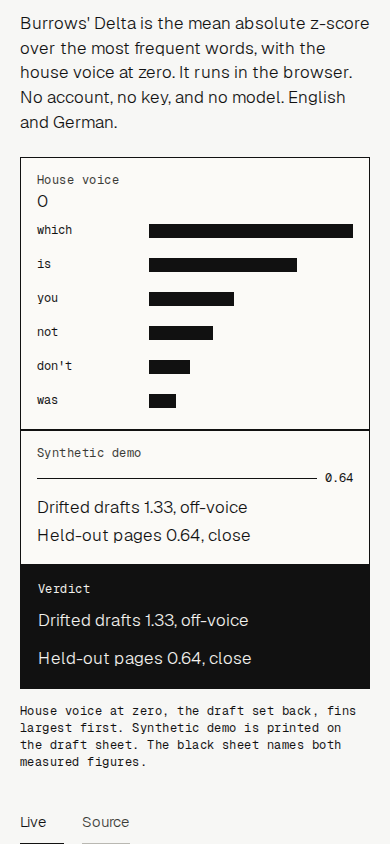 Burrows' Delta is the mean absolute z-score
over the most frequent words, with the
house voice at zero. It runs in the browser.
No account, no key, and no model. English
and German.
House voice
0
which
is
you
not
don't
was
Synthetic demo
0.64
Drifted drafts 1.33, off-voice
Held-out pages 0.64, close
Verdict
Drifted drafts 1.33, off-voice
Held-out pages 0.64, close
House voice at zero, the draft set back, fins
largest first. Synthetic demo is printed on
the draft sheet. The black sheet names both
measured figures.
Live Source